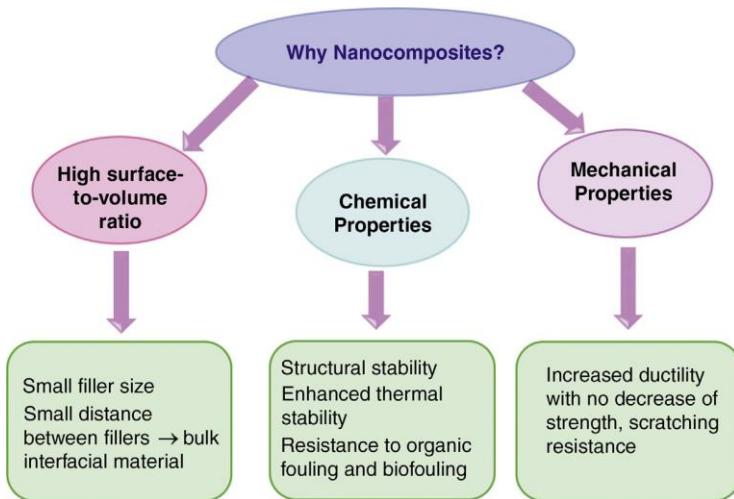 Why Nanocomposites?
High surface-
to-volume
ratio
Chemical
Properties
Mechanical
Properties
Small filler size
Small distance
between fillers → bulk
interfacial material
Structural stability
Enhanced thermal
stability
Resistance to organic
fouling and biofouling
Increased ductility
with no decrease of
strength, scratching
resistance